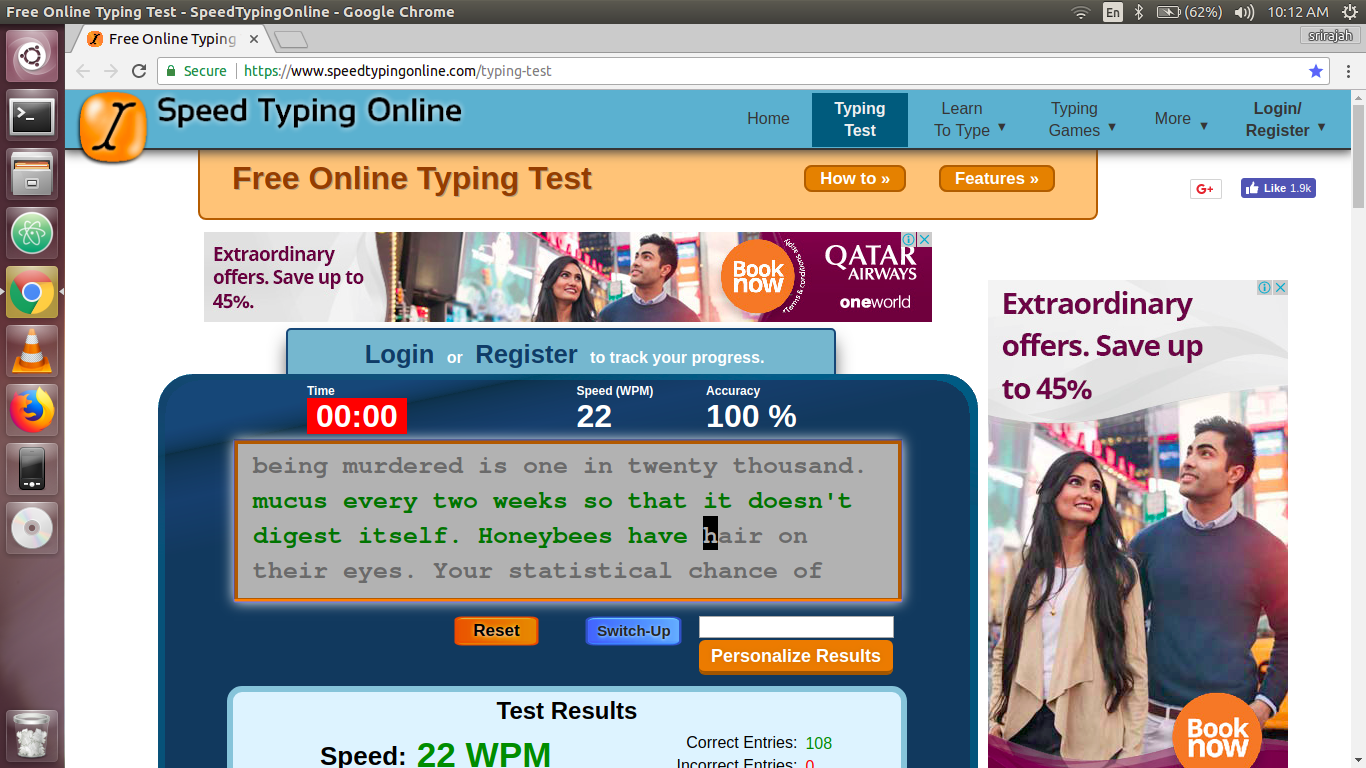 Free Online Typing Test - SpeedTypingOnline - Google Chrome
En
(62%)
10:12 AM
Free Online Typing
srirajah
Secure
https://www.speedtypingonline.com/typing-test
Speed Typing Online
Home
Typing Test
Learn To Type ▼
Typing Games ▼
More ▼
Login/ Register ▼
Free Online Typing Test
How to »
Features »
G+
Like 1.9k
Extraordinary
offers. Save up to
45%.
Book now
Terms & conditions apply
QATAR
AIRWAYS
oneworld
Extraordinary
offers. Save up
to 45%
Login or Register to track your progress.
Time
Speed (WPM)
Accuracy
00:00
22
100 %
being murdered is one in twenty thousand.
mucus every two weeks so that it doesn't
digest itself. Honeybees have hair on
their eyes. Your statistical chance of
Reset
Switch-Up
Personalize Results
Test Results
Speed: 22 WPM
Correct Entries: 108
Incorrect Entries: 0
Book
now